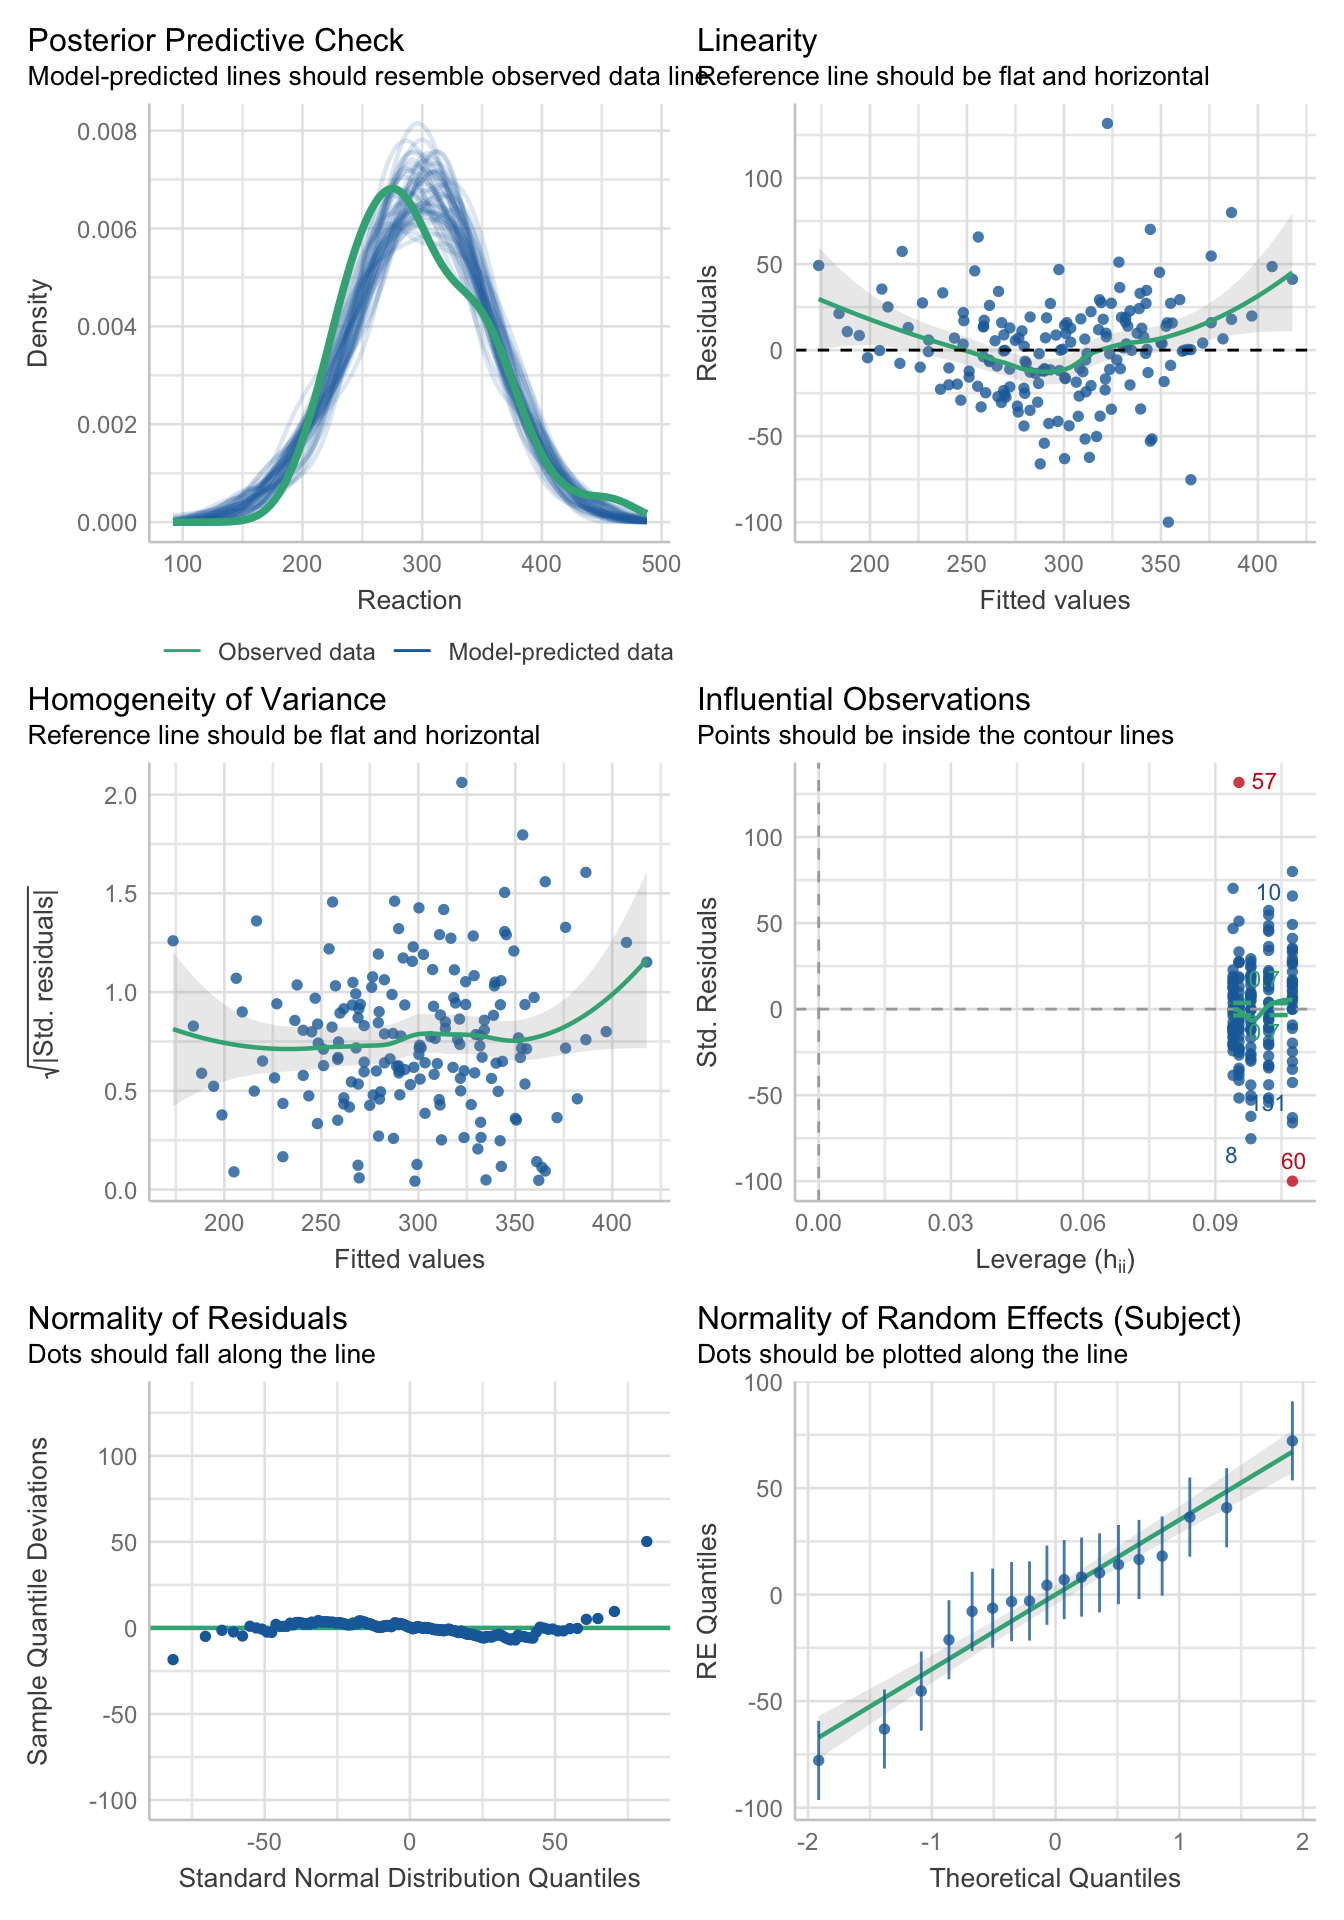 Posterior Predictive Check
Model-predicted lines should resemble observed data line
0.008
0.006
0.004
0.002
0.000
Density
100 200 300 400 500
Reaction
Observed data Model-predicted data
Linearity
Reference line should be flat and horizontal
100
50
0
-50
-100
Residuals
200 250 300 350 400
Fitted values
Homogeneity of Variance
Reference line should be flat and horizontal
2.0
1.5
1.0
0.5
0.0
√|Std. residuals|
200 250 300 350 400
Fitted values
Influential Observations
Points should be inside the contour lines
57
100
10
50
0.7
0
0.7
-50
131
8
60
-100
Std. Residuals
0.00 0.03 0.06 0.09
Leverage (hii)
Normality of Residuals
Dots should fall along the line
100
50
0
-50
-100
Sample Quantile Deviations
-50 0 50
Standard Normal Distribution Quantiles
Normality of Random Effects (Subject)
Dots should be plotted along the line
100
50
0
-50
-100
RE Quantiles
-2 -1 0 1 2
Theoretical Quantiles